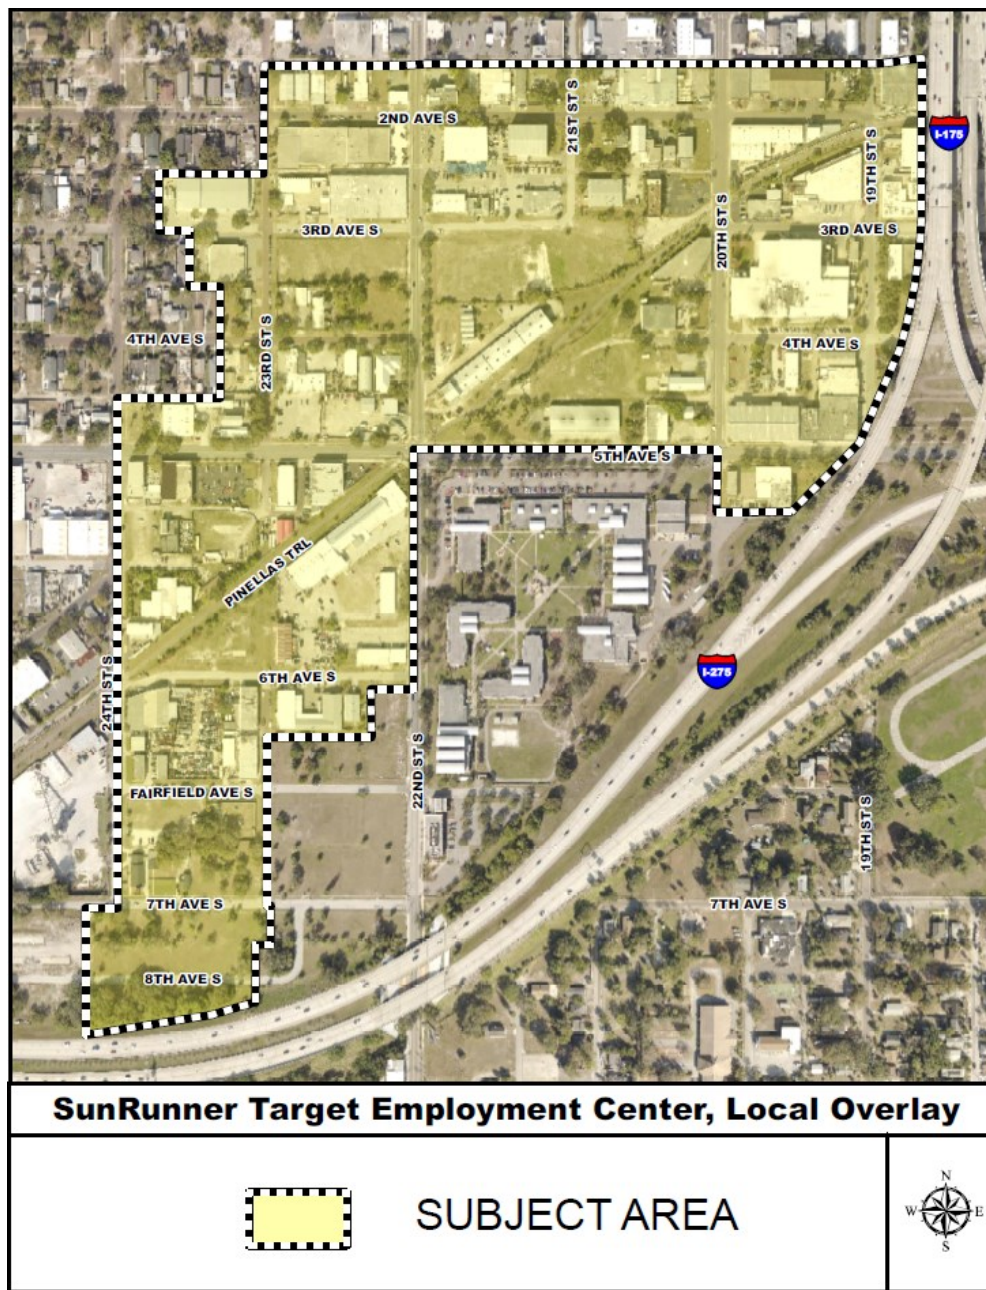 I-175
2ND AVE S
21ST ST S
19TH ST S
20TH ST S
3RD AVE S
3RD AVE S
4TH AVE S
23RD ST S
4TH AVE S
5TH AVE S
PINELLAS TRL
24TH ST S
6TH AVE S
I-275
22ND ST S
FAIRFIELD AVE S
19TH ST S
7TH AVE S
7TH AVE S
8TH AVE S
SunRunner Target Employment Center, Local Overlay
SUBJECT AREA
N
W E
S